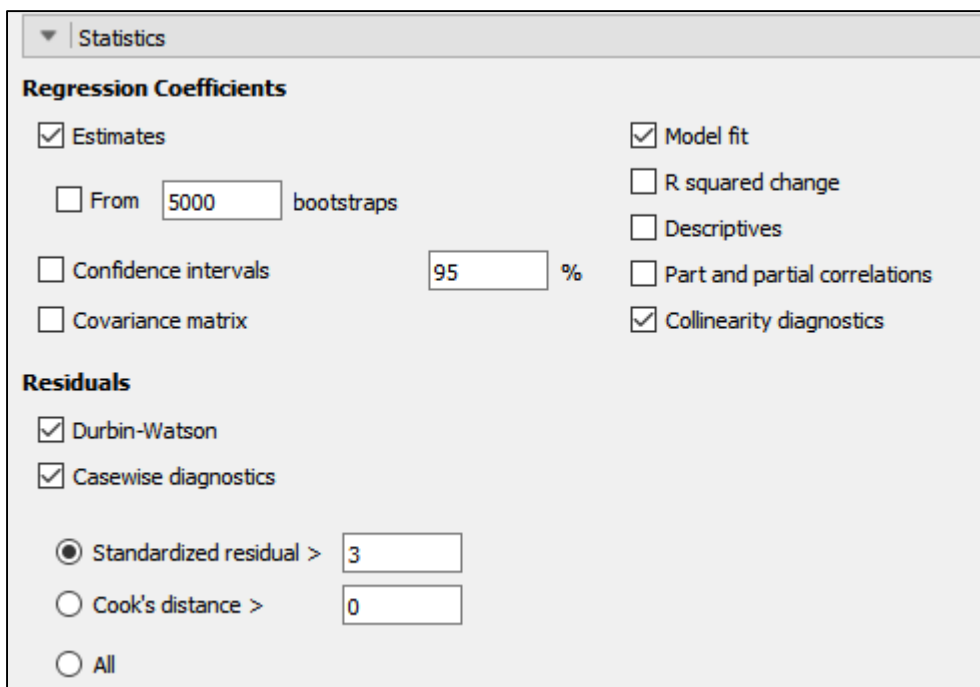 Statistics
Regression Coefficients
Estimates
From 5000 bootstraps
Confidence intervals 95 %
Covariance matrix
Model fit
R squared change
Descriptives
Part and partial correlations
Collinearity diagnostics
Residuals
Durbin-Watson
Casewise diagnostics
Standardized residual > 3
Cook's distance > 0
All